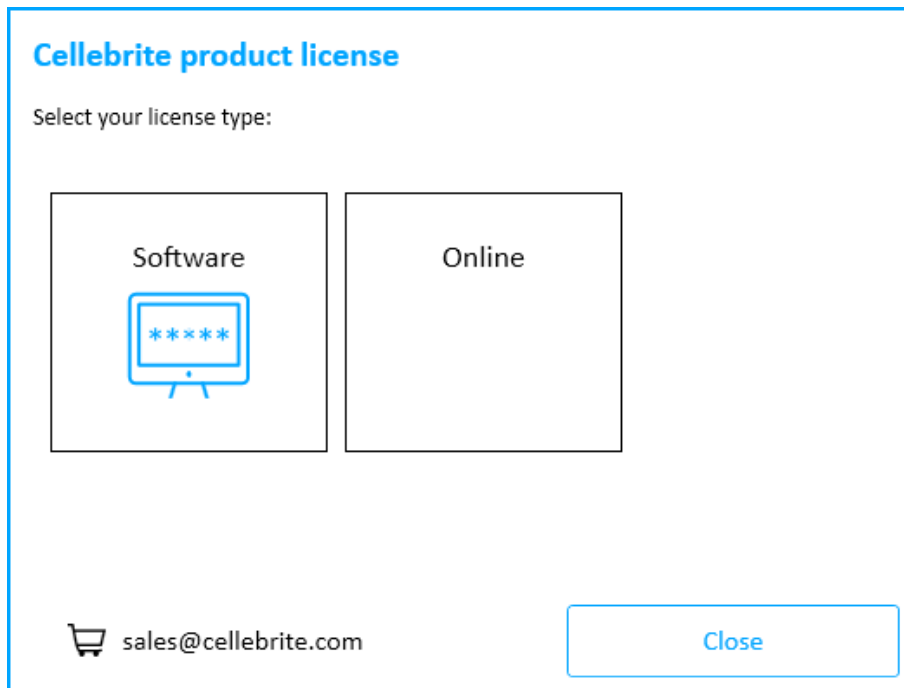 Cellebrite product license
Select your license type:
Software
Online
*****
sales@cellebrite.com
Close